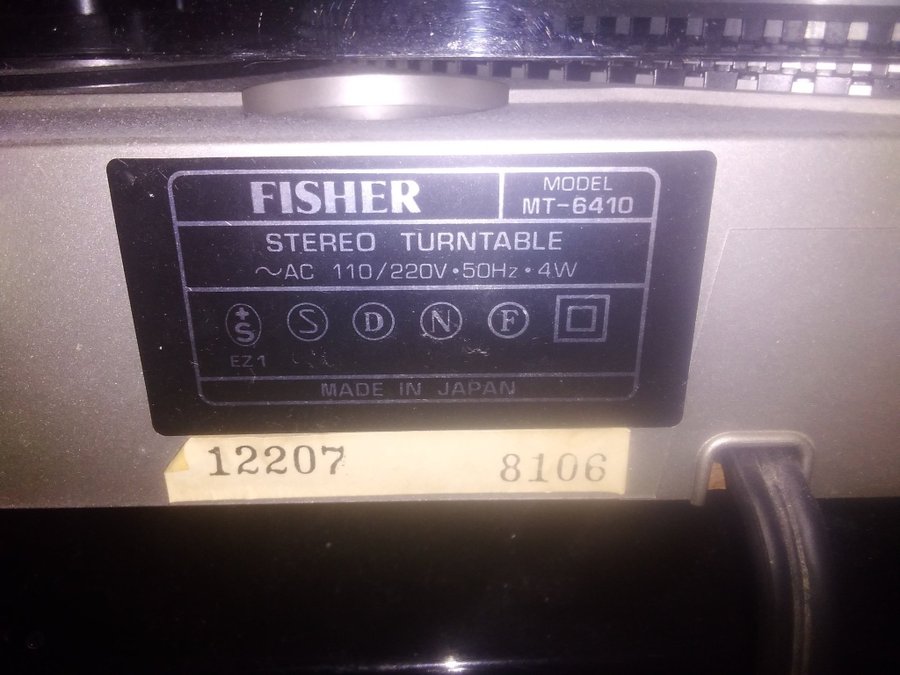 FISHER
MODEL
MT-6410
STEREO TURNTABLE
~AC 110/220V·50Hz·4W
+S S D N F
EZ1
MADE IN JAPAN
12207 8106